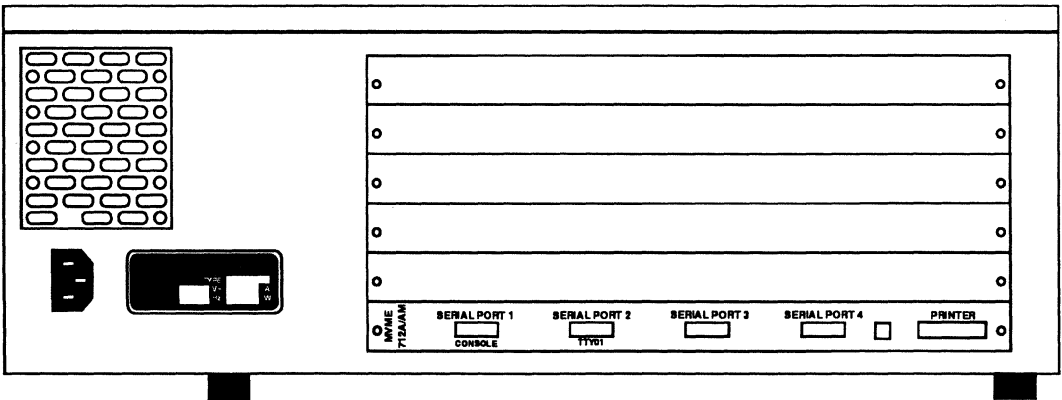 MVME
712A/AM
SERIAL PORT 1
CONSOLE
SERIAL PORT 2
TTY01
SERIAL PORT 3
SERIAL PORT 4
PRINTER